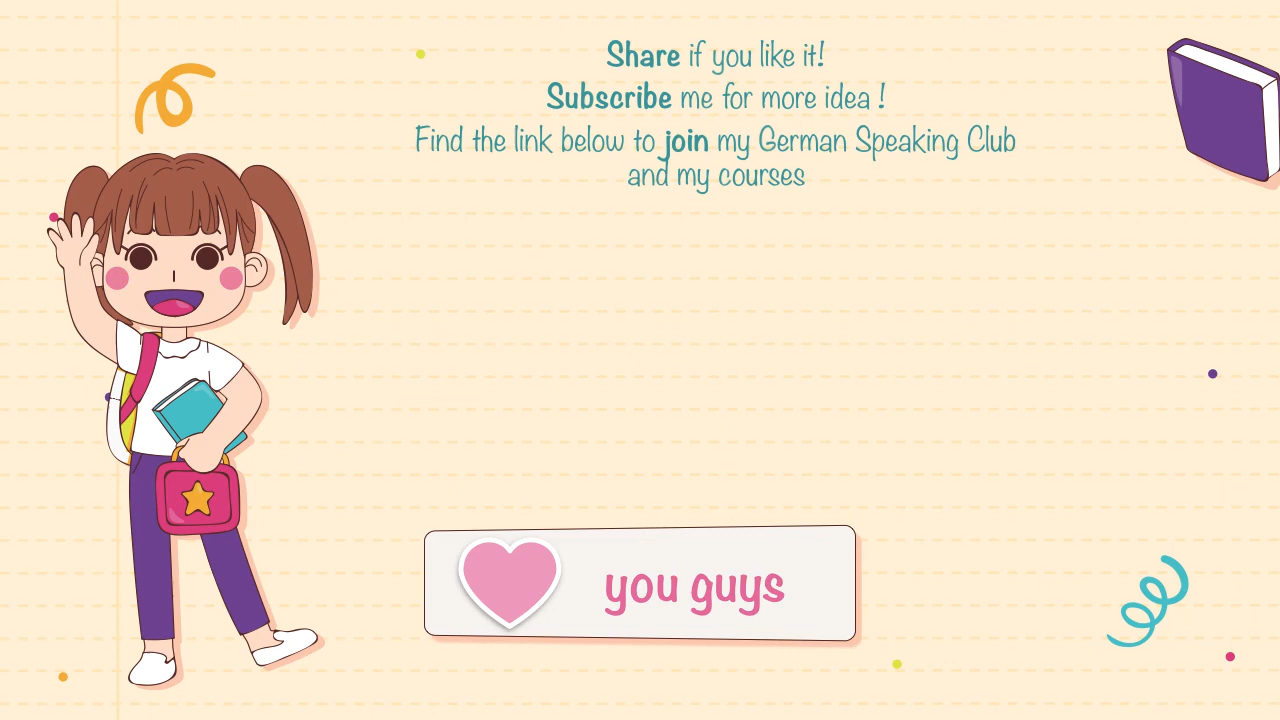 Share if you like it!
Subscribe me for more idea !
Find the link below to join my German Speaking Club
and my courses
you guys